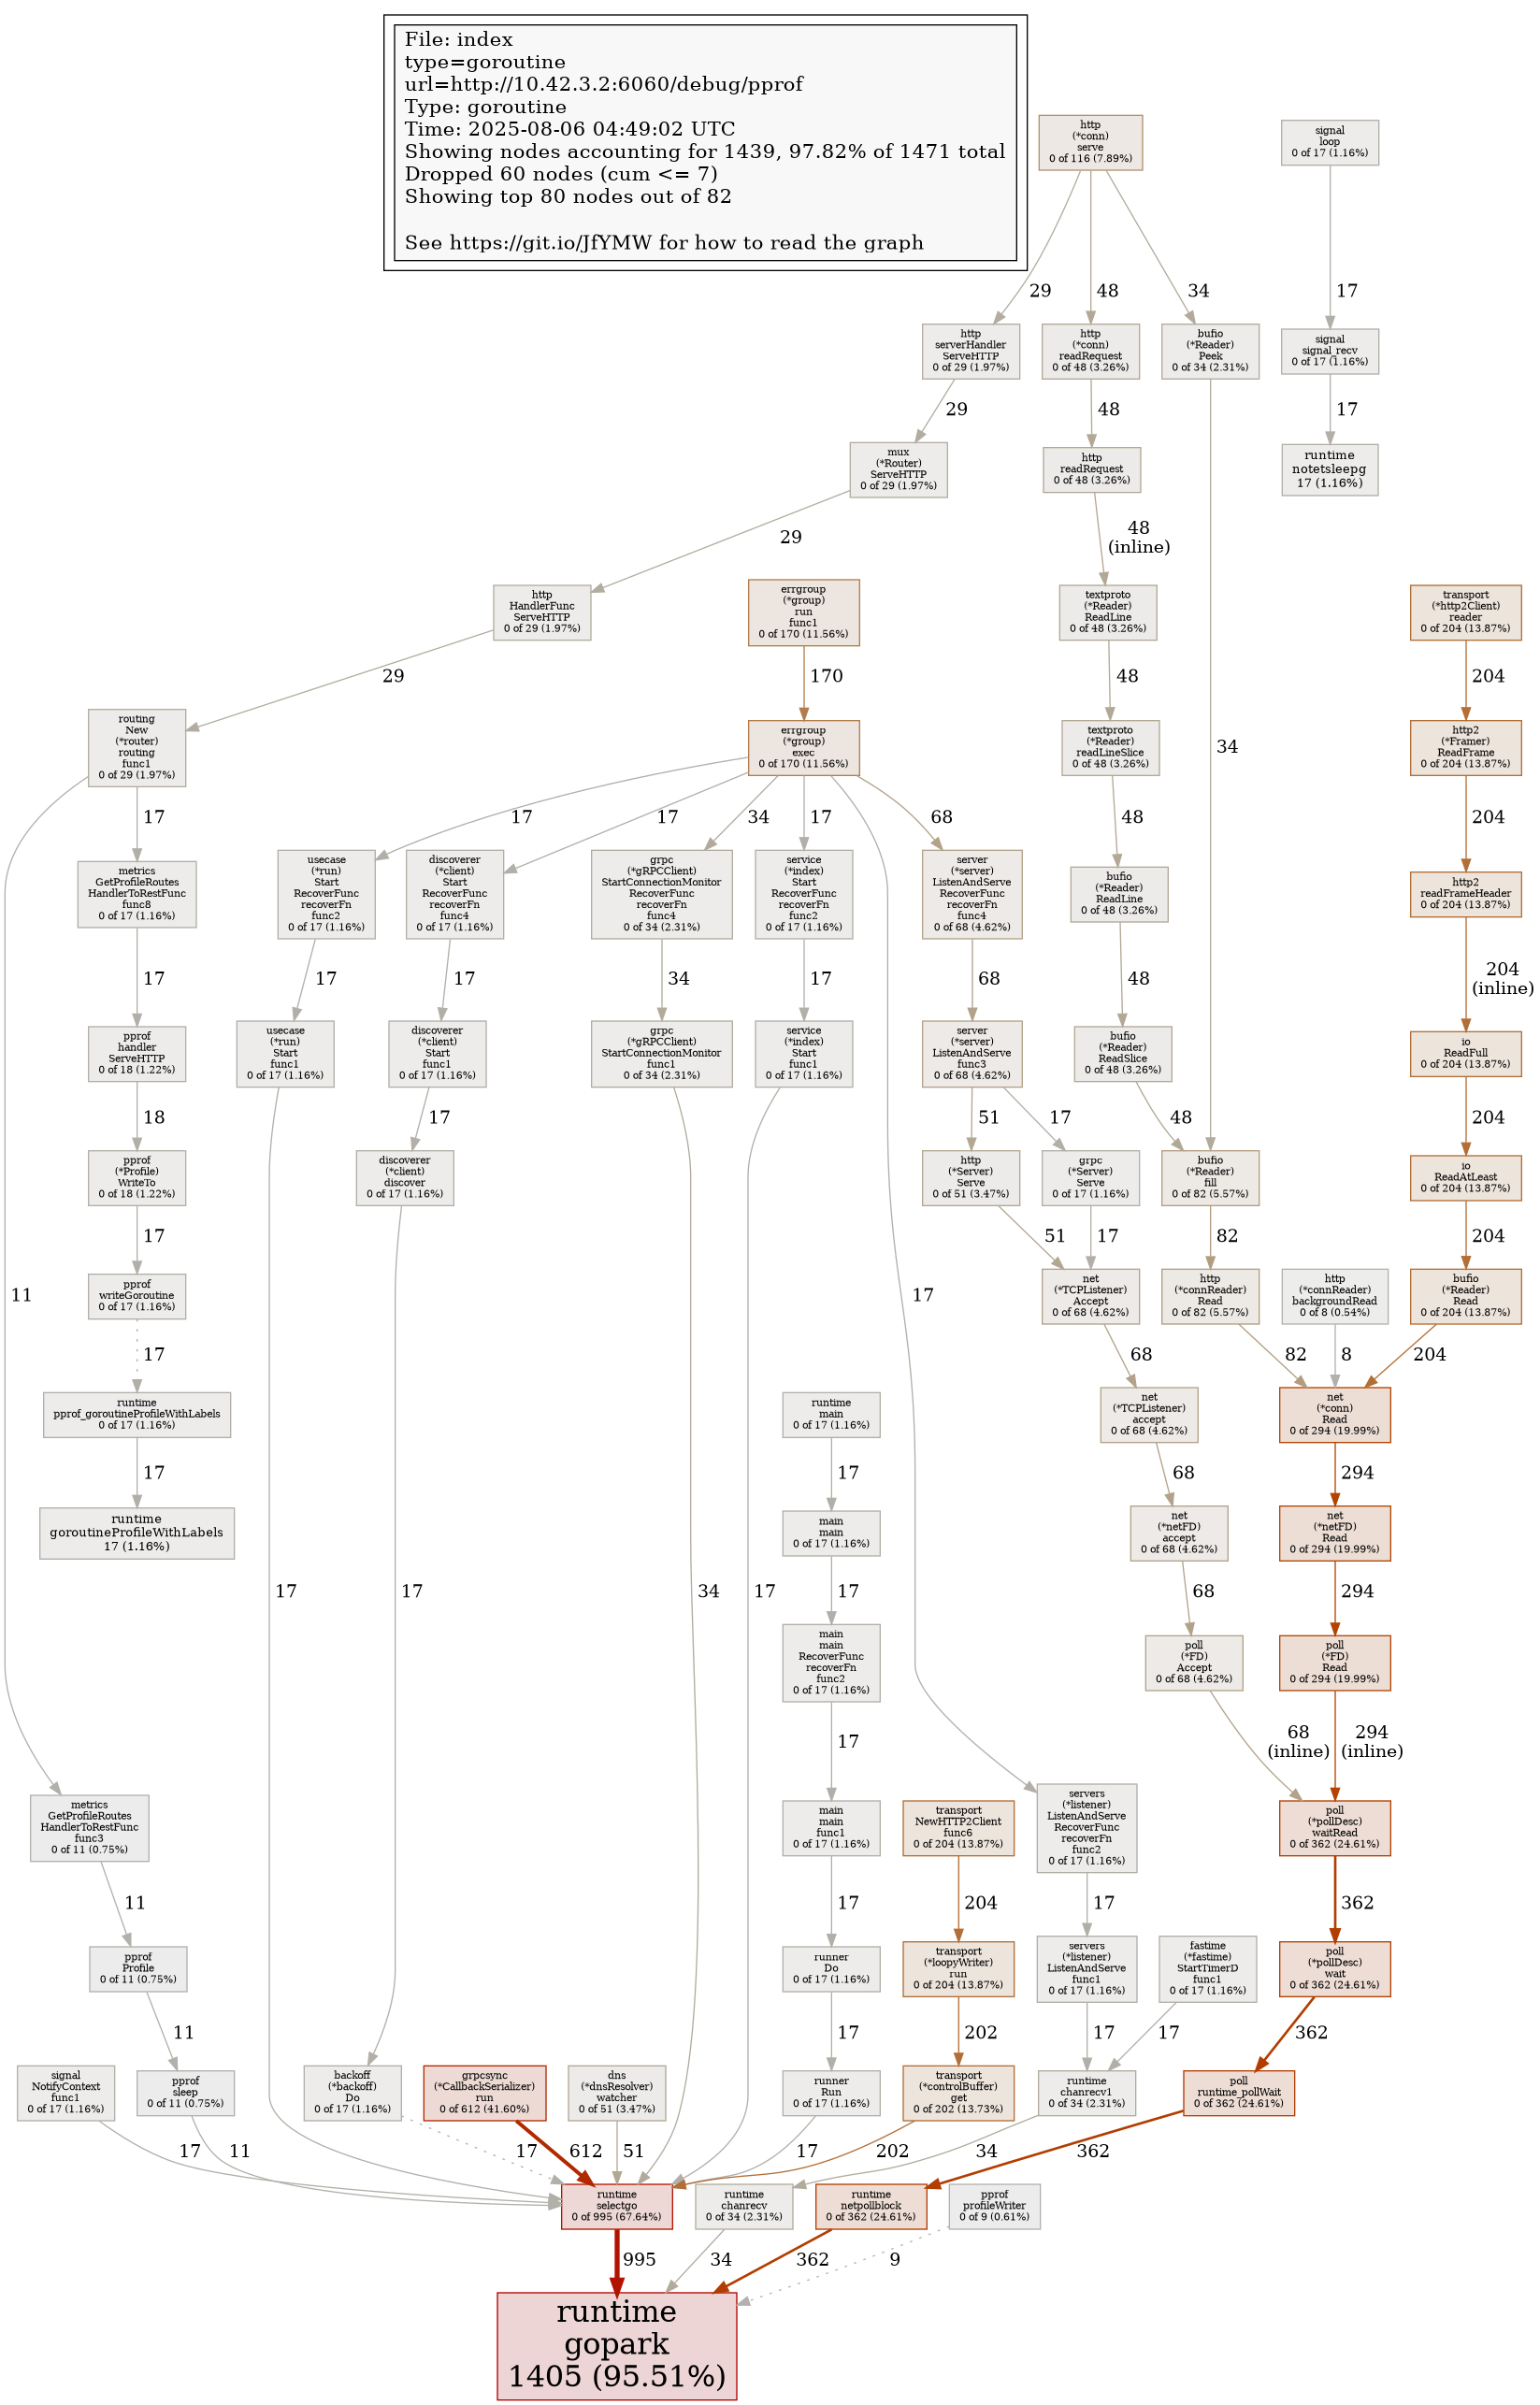 File: index
type=goroutine
url=http://10.42.3.2:6060/debug/pprof
Type: goroutine
Time: 2025-08-06 04:49:02 UTC
Showing nodes accounting for 1439, 97.82% of 1471 total
Dropped 60 nodes (cum <= 7)
Showing top 80 nodes out of 82
See https://git.io/JfYMW for how to read the graph
http
(*conn)
serve
0 of 116 (7.89%)
signal
loop
0 of 17 (1.16%)
29
48
34
17
http
serverHandler
ServeHTTP
0 of 29 (1.97%)
http
(*conn)
readRequest
0 of 48 (3.26%)
bufio
(*Reader)
Peek
0 of 34 (2.31%)
signal
signal_recv
0 of 17 (1.16%)
29
48
17
mux
(*Router)
ServeHTTP
0 of 29 (1.97%)
http
readRequest
0 of 48 (3.26%)
runtime
notetsleepg
17 (1.16%)
29
48
(inline)
http
HandlerFunc
ServeHTTP
0 of 29 (1.97%)
errgroup
(*group)
run
func1
0 of 170 (11.56%)
textproto
(*Reader)
ReadLine
0 of 48 (3.26%)
transport
(*http2Client)
reader
0 of 204 (13.87%)
29
170
48
204
routing
New
(*router)
routing
func1
0 of 29 (1.97%)
errgroup
(*group)
exec
0 of 170 (11.56%)
textproto
(*Reader)
readLineSlice
0 of 48 (3.26%)
34
http2
(*Framer)
ReadFrame
0 of 204 (13.87%)
17
17
17
34
17
68
48
204
metrics
GetProfileRoutes
HandlerToRestFunc
func8
0 of 17 (1.16%)
usecase
(*run)
Start
RecoverFunc
recoverFn
func2
0 of 17 (1.16%)
discoverer
(*client)
Start
RecoverFunc
recoverFn
func4
0 of 17 (1.16%)
grpc
(*gRPCClient)
StartConnectionMonitor
RecoverFunc
recoverFn
func4
0 of 34 (2.31%)
service
(*index)
Start
RecoverFunc
recoverFn
func2
0 of 17 (1.16%)
server
(*server)
ListenAndServe
RecoverFunc
recoverFn
func4
0 of 68 (4.62%)
bufio
(*Reader)
ReadLine
0 of 48 (3.26%)
http2
readFrameHeader
0 of 204 (13.87%)
17
17
17
34
17
68
48
204
(inline)
pprof
handler
ServeHTTP
0 of 18 (1.22%)
usecase
(*run)
Start
func1
0 of 17 (1.16%)
discoverer
(*client)
Start
func1
0 of 17 (1.16%)
grpc
(*gRPCClient)
StartConnectionMonitor
func1
0 of 34 (2.31%)
service
(*index)
Start
func1
0 of 17 (1.16%)
server
(*server)
ListenAndServe
func3
0 of 68 (4.62%)
bufio
(*Reader)
ReadSlice
0 of 48 (3.26%)
io
ReadFull
0 of 204 (13.87%)
18
17
51
17
48
204
pprof
(*Profile)
WriteTo
0 of 18 (1.22%)
discoverer
(*client)
discover
0 of 17 (1.16%)
http
(*Server)
Serve
0 of 51 (3.47%)
grpc
(*Server)
Serve
0 of 17 (1.16%)
bufio
(*Reader)
fill
0 of 82 (5.57%)
io
ReadAtLeast
0 of 204 (13.87%)
17
51
17
82
204
11
pprof
writeGoroutine
0 of 17 (1.16%)
17
net
(*TCPListener)
Accept
0 of 68 (4.62%)
http
(*connReader)
Read
0 of 82 (5.57%)
http
(*connReader)
backgroundRead
0 of 8 (0.54%)
bufio
(*Reader)
Read
0 of 204 (13.87%)
17
68
82
8
204
runtime
pprof_goroutineProfileWithLabels
0 of 17 (1.16%)
runtime
main
0 of 17 (1.16%)
net
(*TCPListener)
accept
0 of 68 (4.62%)
net
(*conn)
Read
0 of 294 (19.99%)
17
17
68
294
runtime
goroutineProfileWithLabels
17 (1.16%)
main
main
0 of 17 (1.16%)
net
(*netFD)
accept
0 of 68 (4.62%)
net
(*netFD)
Read
0 of 294 (19.99%)
17
17
34
17
17
68
294
main
main
RecoverFunc
recoverFn
func2
0 of 17 (1.16%)
poll
(*FD)
Accept
0 of 68 (4.62%)
poll
(*FD)
Read
0 of 294 (19.99%)
17
68
(inline)
294
(inline)
metrics
GetProfileRoutes
HandlerToRestFunc
func3
0 of 11 (0.75%)
main
main
func1
0 of 17 (1.16%)
transport
NewHTTP2Client
func6
0 of 204 (13.87%)
servers
(*listener)
ListenAndServe
RecoverFunc
recoverFn
func2
0 of 17 (1.16%)
poll
(*pollDesc)
waitRead
0 of 362 (24.61%)
11
17
204
17
362
pprof
Profile
0 of 11 (0.75%)
runner
Do
0 of 17 (1.16%)
transport
(*loopyWriter)
run
0 of 204 (13.87%)
servers
(*listener)
ListenAndServe
func1
0 of 17 (1.16%)
fastime
(*fastime)
StartTimerD
func1
0 of 17 (1.16%)
poll
(*pollDesc)
wait
0 of 362 (24.61%)
11
17
202
17
17
362
signal
NotifyContext
func1
0 of 17 (1.16%)
pprof
sleep
0 of 11 (0.75%)
backoff
(*backoff)
Do
0 of 17 (1.16%)
grpcsync
(*CallbackSerializer)
run
0 of 612 (41.60%)
dns
(*dnsResolver)
watcher
0 of 51 (3.47%)
runner
Run
0 of 17 (1.16%)
transport
(*controlBuffer)
get
0 of 202 (13.73%)
runtime
chanrecv1
0 of 34 (2.31%)
poll
runtime_pollWait
0 of 362 (24.61%)
17
11
17
612
51
17
202
34
362
runtime
selectgo
0 of 995 (67.64%)
runtime
chanrecv
0 of 34 (2.31%)
runtime
netpollblock
0 of 362 (24.61%)
pprof
profileWriter
0 of 9 (0.61%)
995
34
362
9
runtime
gopark
1405 (95.51%)